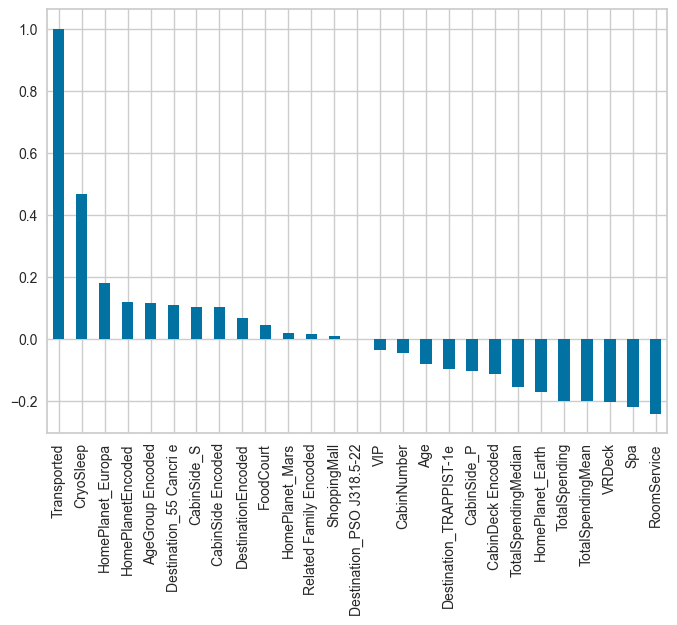 1.0
0.8
0.6
0.4
0.2
0.0
−0.2
Transported
CryoSleep
HomePlanet_Europa
HomePlanetEncoded
AgeGroup Encoded
Destination_55 Cancri e
CabinSide_S
CabinSide Encoded
DestinationEncoded
FoodCourt
HomePlanet_Mars
Related Family Encoded
ShoppingMall
Destination_PSO J318.5-22
VIP
CabinNumber
Age
Destination_TRAPPIST-1e
CabinSide_P
CabinDeck Encoded
TotalSpendingMedian
HomePlanet_Earth
TotalSpending
TotalSpendingMean
VRDeck
Spa
RoomService